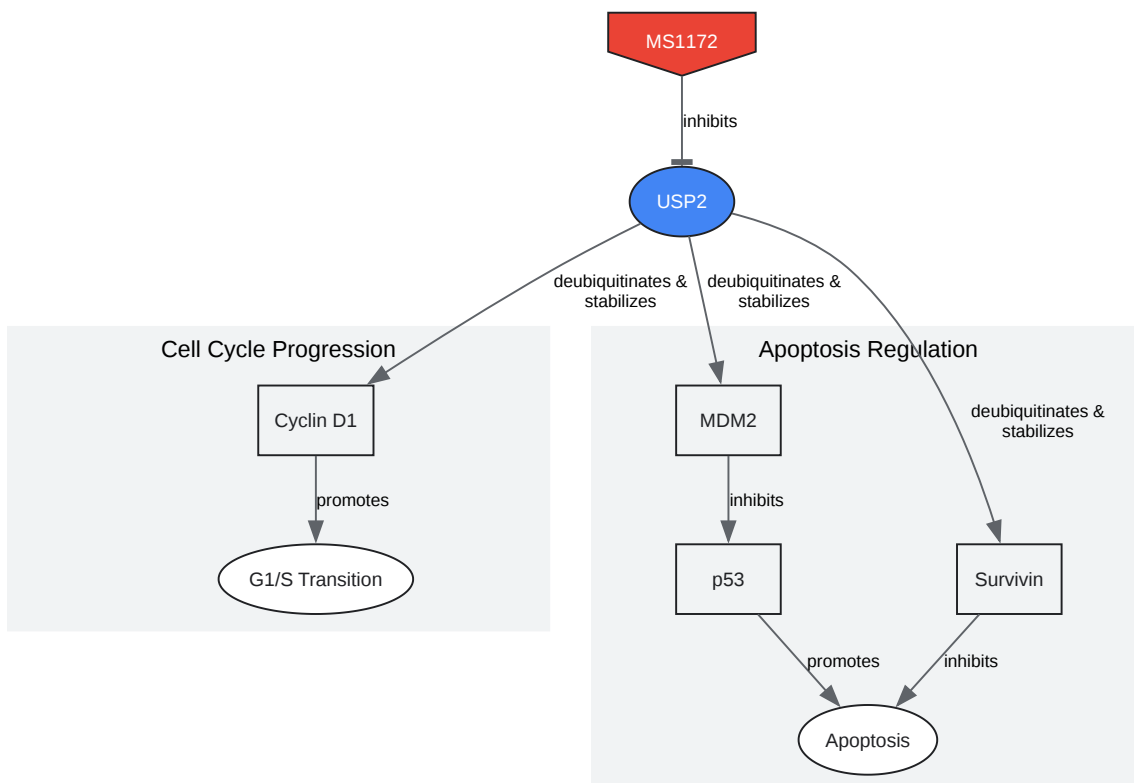 MS1172
inhibits
USP2
deubiquitinates &
stabilizes
deubiquitinates &
stabilizes
Cell Cycle Progression
Apoptosis Regulation
Cyclin D1
MDM2
deubiquitinates &
stabilizes
promotes
inhibits
G1/S Transition
p53
Survivin
promotes
inhibits
Apoptosis